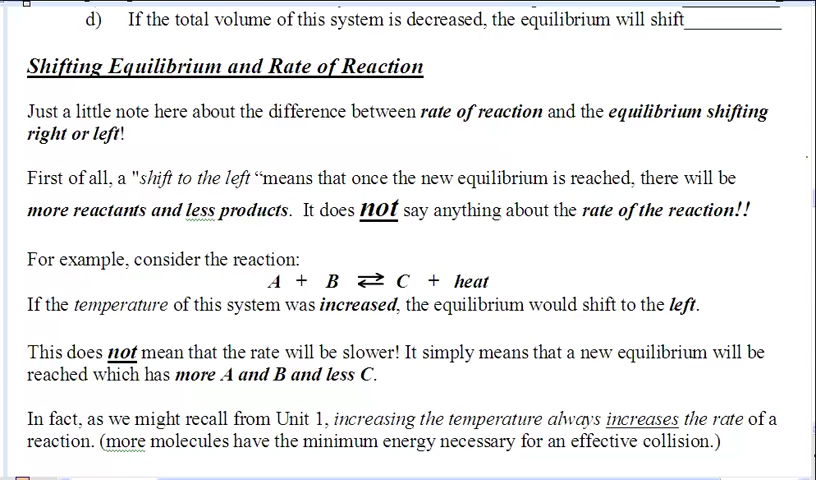 d) If the total volume of this system is decreased, the equilibrium will shift__________
Shifting Equilibrium and Rate of Reaction
Just a little note here about the difference between rate of reaction and the equilibrium shifting
right or left!
First of all, a "shift to the left “means that once the new equilibrium is reached, there will be
more reactants and less products. It does not say anything about the rate of the reaction!!
For example, consider the reaction:
A + B ⇄ C + heat
If the temperature of this system was increased, the equilibrium would shift to the left.
This does not mean that the rate will be slower! It simply means that a new equilibrium will be
reached which has more A and B and less C.
In fact, as we might recall from Unit 1, increasing the temperature always increases the rate of a
reaction. (more molecules have the minimum energy necessary for an effective collision.)